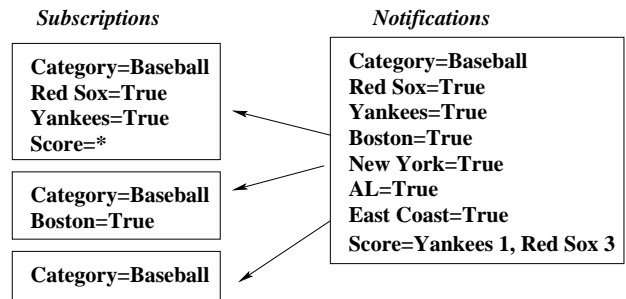 Subscriptions
Category=Baseball
Red Sox=True
Yankees=True
Score=*
Category=Baseball
Boston=True
Category=Baseball
Notifications
Category=Baseball
Red Sox=True
Yankees=True
Boston=True
New York=True
AL=True
East Coast=True
Score=Yankees 1, Red Sox 3